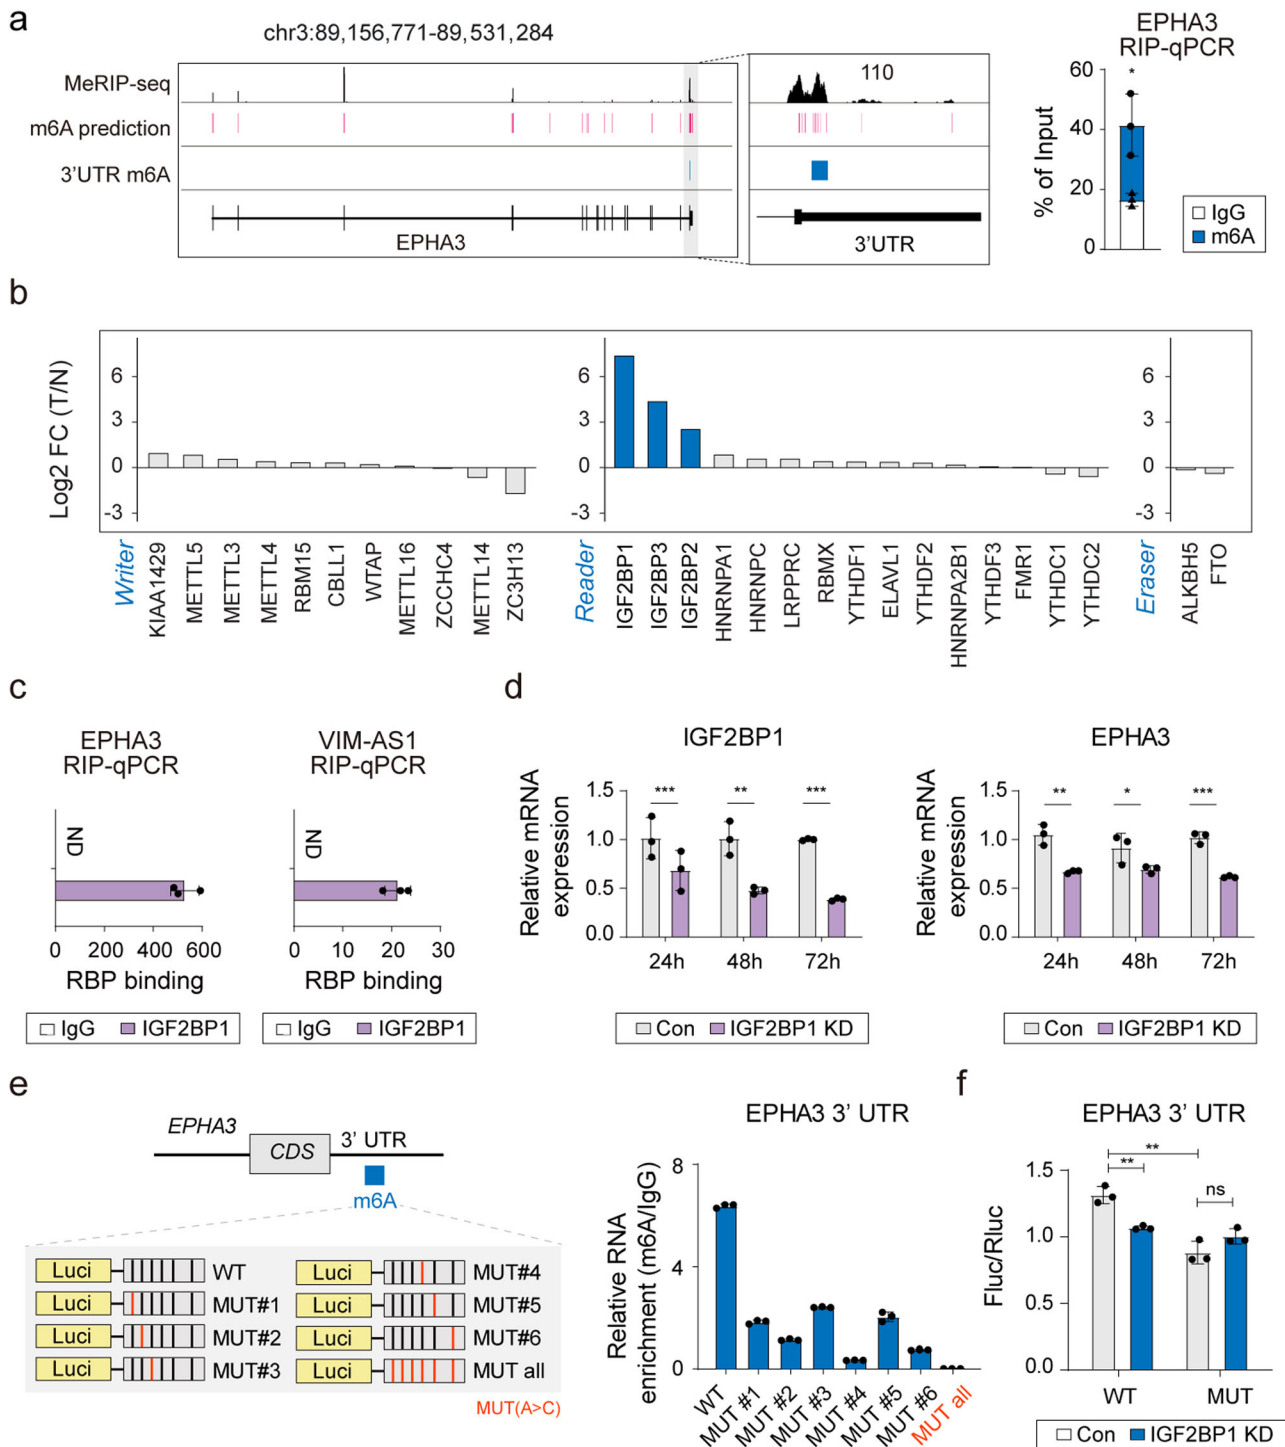 a
chr3:89,156,771-89,531,284
EPHA3
RIP-qPCR
MeRIP-seq
m6A prediction
3'UTR m6A
EPHA3
110
3'UTR
% of Input
60
40
20
0
*
IgG
m6A
b
Log2 FC (T/N)
6
3
0
-3
6
3
0
-3
6
3
0
-3
Writer
KIAA1429
METTL5
METTL3
METTL4
RBM15
CBLL1
WTAP
METTL16
ZCCHC4
METTL14
ZC3H13
Reader
IGF2BP1
IGF2BP3
IGF2BP2
HNRNPA1
HNRNPC
LRPPRC
RBMX
YTHDF1
ELAVL1
YTHDF2
HNRNPA2B1
YTHDF3
FMR1
YTHDC1
YTHDC2
Eraser
ALKBH5
FTO
c
EPHA3
RIP-qPCR
ND
0 200 400 600
RBP binding
IgG IGF2BP1
VIM-AS1
RIP-qPCR
ND
0 10 20 30
RBP binding
IgG IGF2BP1
d
IGF2BP1
Relative mRNA
expression
1.5
1.0
0.5
0.0
*** ** ***
24h 48h 72h
Con IGF2BP1 KD
EPHA3
Relative mRNA
expression
1.5
1.0
0.5
0.0
** * ***
24h 48h 72h
Con IGF2BP1 KD
e
EPHA3
CDS
3' UTR
m6A
Luci WT
Luci MUT#1
Luci MUT#2
Luci MUT#3
Luci MUT#4
Luci MUT#5
Luci MUT#6
Luci MUT all
MUT(A>C)
EPHA3 3' UTR
Relative RNA
enrichment (m6A/IgG)
8
4
0
WT
MUT #1
MUT #2
MUT #3
MUT #4
MUT #5
MUT #6
MUT all
f
EPHA3 3' UTR
Fluc/Rluc
1.5
1.0
0.5
0.0
**
**
ns
WT MUT
Con IGF2BP1 KD